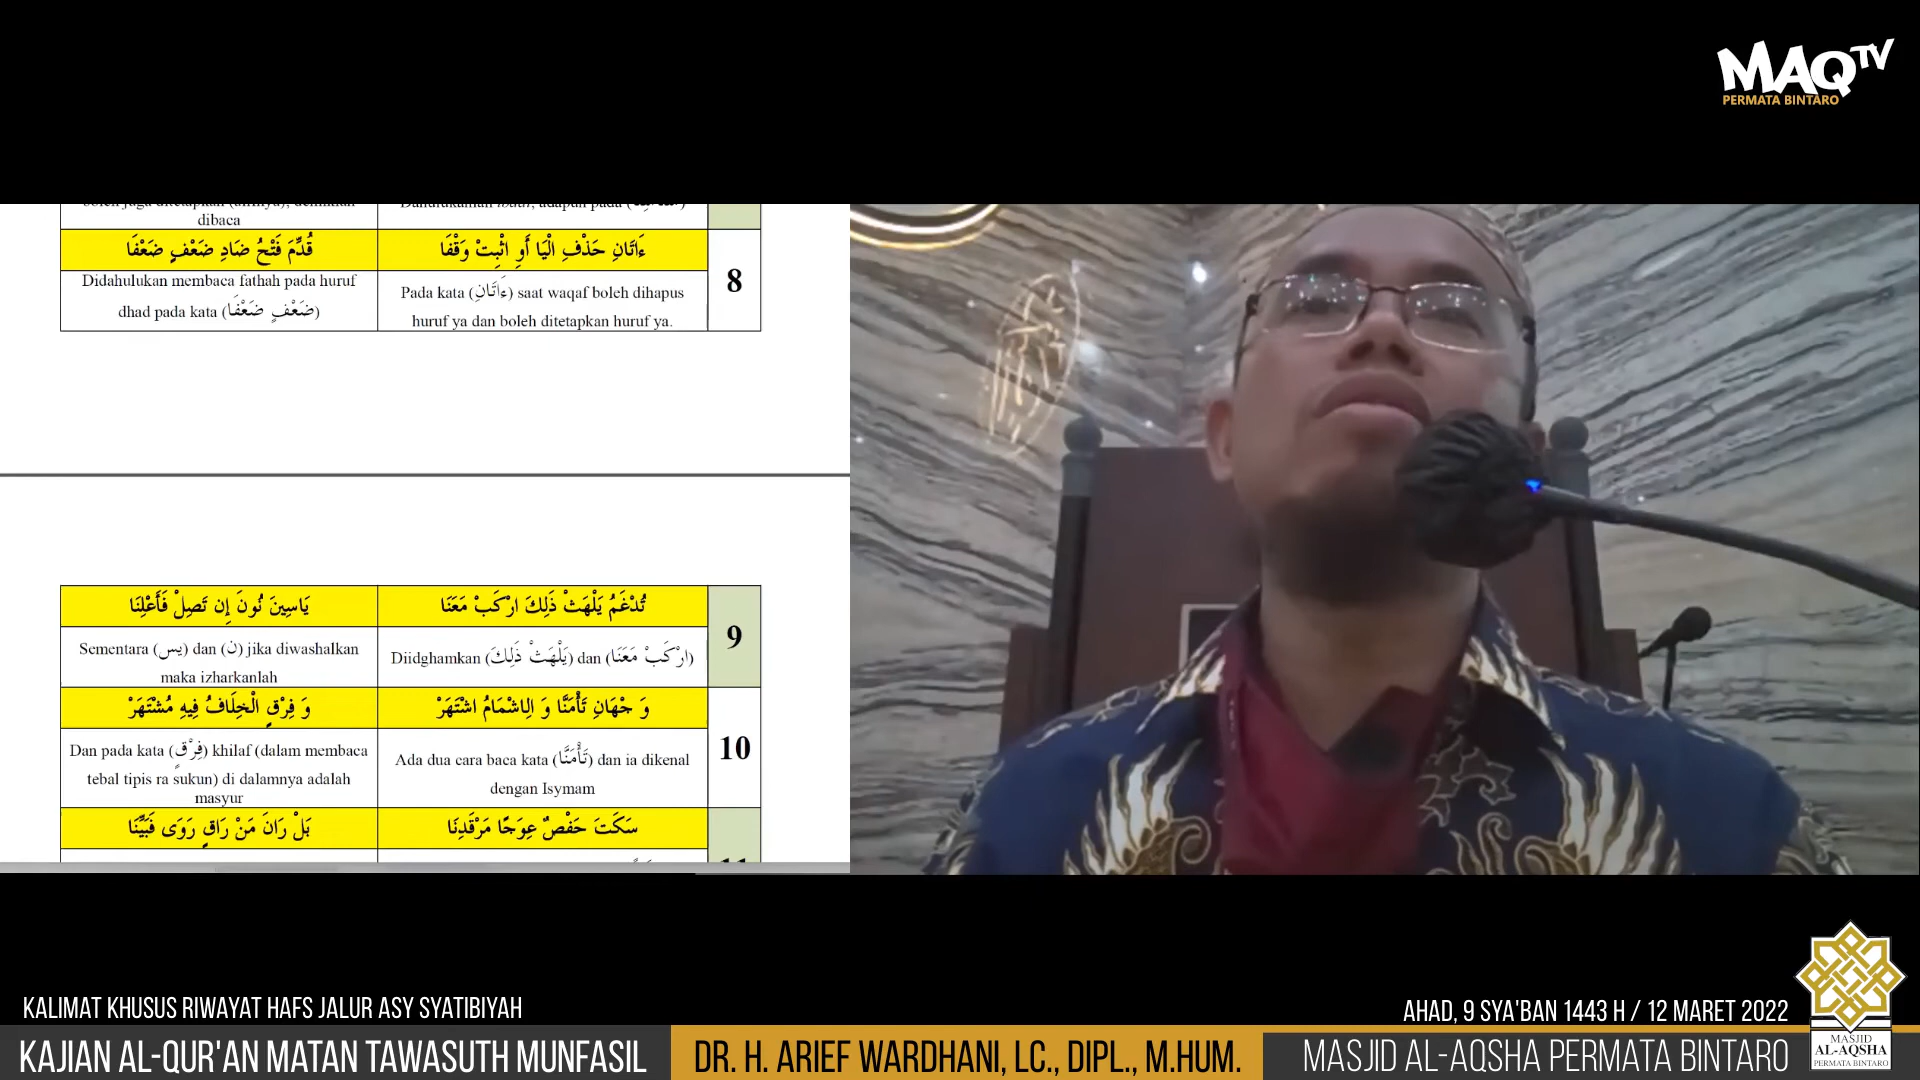 MAQTV
PERMATA BINTARO
dibaca
ءَاتَانِ حَذْفِ الْيَا أَوِ اثْبِتْ وَقْفَا
قُدِّمَ فَتْحُ ضَادِ ضَعْفٍ ضَعْفَا
8
Pada kata (ءَاتَانِ) saat waqaf boleh dihapus
huruf ya dan boleh ditetapkan huruf ya.
Didahulukan membaca fathah pada huruf
dhad pada kata (ضَعْفٍ ضَعْفَا)
تُدْغَمُ يَلْهَثْ ذَلِكَ ارْكَبْ مَعَنَا
يَاسِينَ نُونَ إِن تَصِلْ فَأَعْلِنَا
9
Diidghamkan (يَلْهَثْ ذَلِكَ) dan (ارْكَبْ مَعَنَا)
Sementara (يس) dan (ن) jika diwashalkan
maka izharkanlah
وَ جْهَانِ تَأْمَنَّا وَ الِاشْمَامُ اشْتَهَرْ
وَ فِرْقٍ الْخِلَافُ فِيهِ مُشْتَهَرْ
10
Ada dua cara baca kata (تَأْمَنَّا) dan ia dikenal
dengan Isymam
Dan pada kata (فِرْقٍ) khilaf (dalam membaca
tebal tipis ra sukun) di dalamnya adalah
masyur
سَكَتَ حَفْصٌ عِوَجًا مَرْقَدِنَا
بَلْ رَانَ مَنْ رَاقٍ رَوَى فَبَيِّنَا
KALIMAT KHUSUS RIWAYAT HAFS JALUR ASY SYATIBIYAH
AHAD, 9 SYA'BAN 1443 H / 12 MARET 2022
KAJIAN AL-QUR'AN MATAN TAWASUTH MUNFASIL
DR. H. ARIEF WARDHANI, LC., DIPL., M.HUM.
MASJID AL-AQSHA PERMATA BINTARO
MASJID
AL-AQSHA
PERMATA BINTARO